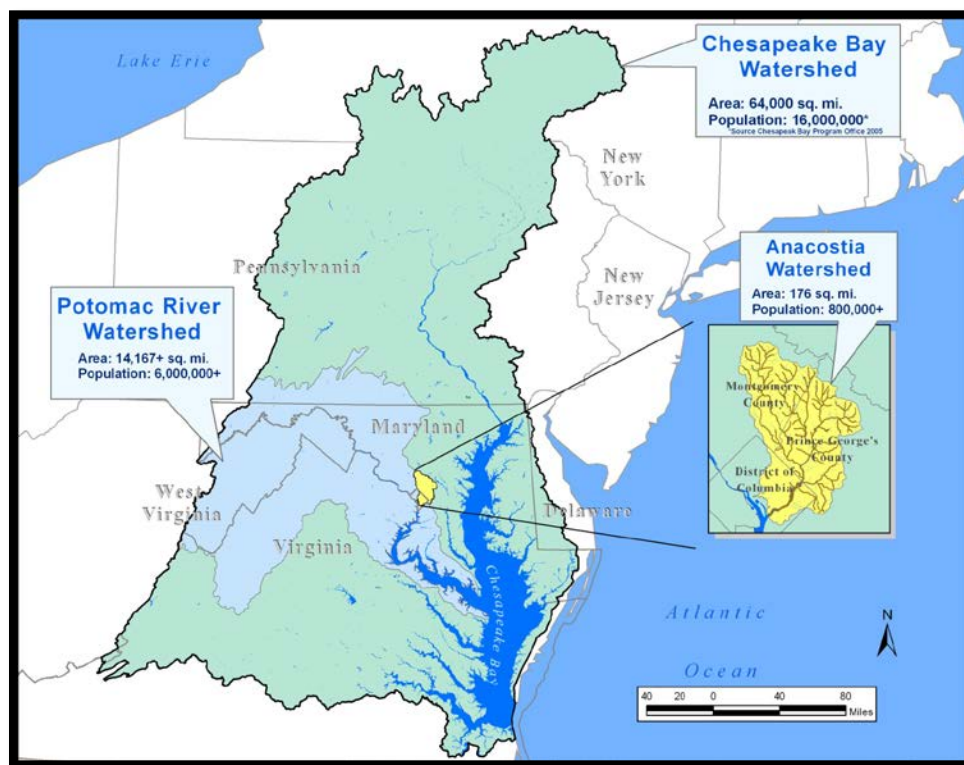 Lake Erie
Chesapeake Bay
Watershed
Area: 64,000 sq. mi.
Population: 16,000,000*
*Source Chesapeak Bay Program Office 2005
New
York
Pennsylvania
New
Jersey
Anacostia
Watershed
Area: 176 sq. mi.
Population: 800,000+
Potomac River
Watershed
Area: 14,167+ sq. mi.
Population: 6,000,000+
Montgomery
County
Prince George's
County
District of
Columbia
Maryland
West
Virginia
Virginia
Delaware
Chesapeake Bay
Atlantic
Ocean
N
40 20 0 40 80
Miles